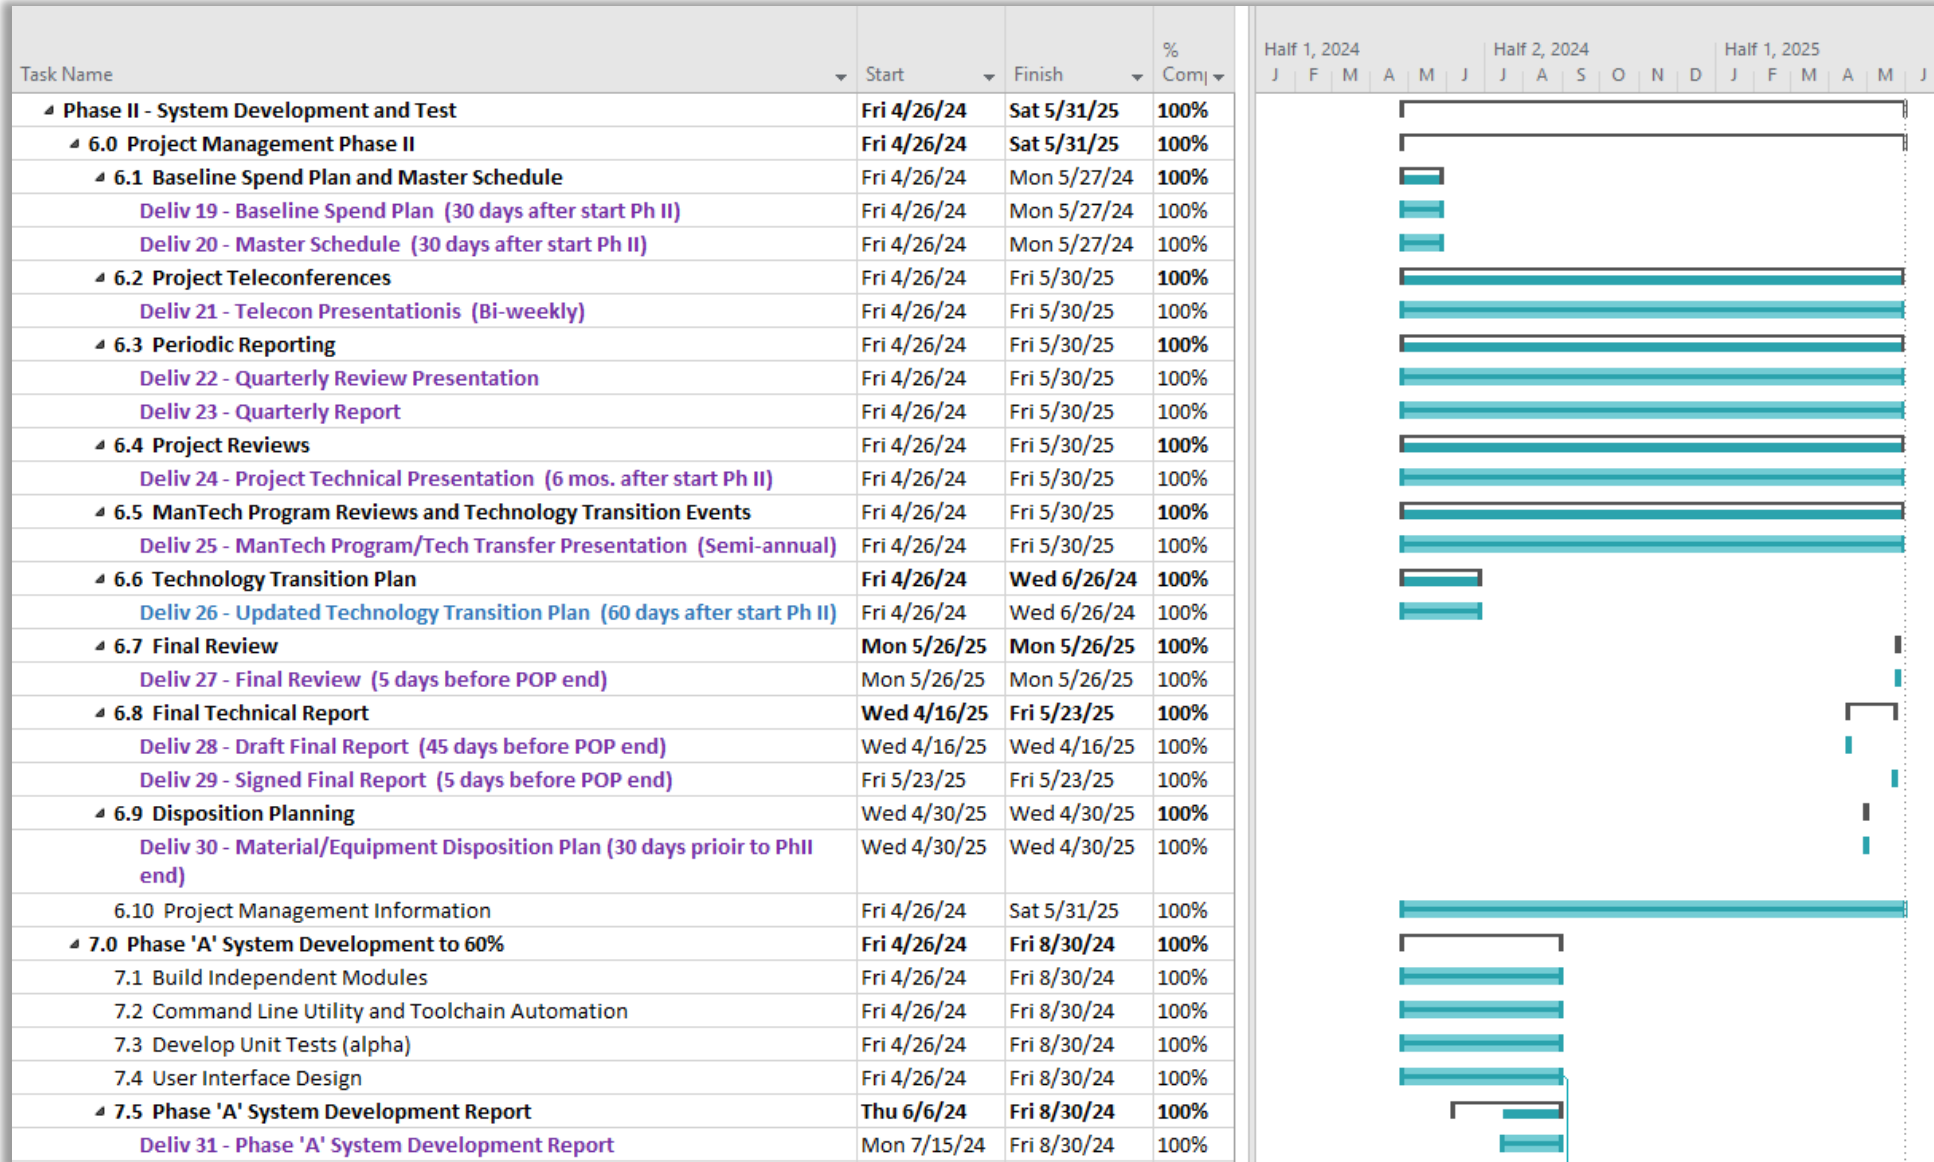 Half 1, 2024 Half 2, 2024 Half 1, 2025
%
Task Name Start Finish Comp J F M A M J J A S O N D J F M A M J
Phase II - System Development and Test Fri 4/26/24 Sat 5/31/25 100%
6.0 Project Management Phase II Fri 4/26/24 Sat 5/31/25 100%
6.1 Baseline Spend Plan and Master Schedule Fri 4/26/24 Mon 5/27/24 100%
Deliv 19 - Baseline Spend Plan (30 days after start Ph II) Fri 4/26/24 Mon 5/27/24 100%
Deliv 20 - Master Schedule (30 days after start Ph II) Fri 4/26/24 Mon 5/27/24 100%
6.2 Project Teleconferences Fri 4/26/24 Fri 5/30/25 100%
Deliv 21 - Telecon Presentationis (Bi-weekly) Fri 4/26/24 Fri 5/30/25 100%
6.3 Periodic Reporting Fri 4/26/24 Fri 5/30/25 100%
Deliv 22 - Quarterly Review Presentation Fri 4/26/24 Fri 5/30/25 100%
Deliv 23 - Quarterly Report Fri 4/26/24 Fri 5/30/25 100%
6.4 Project Reviews Fri 4/26/24 Fri 5/30/25 100%
Deliv 24 - Project Technical Presentation (6 mos. after start Ph II) Fri 4/26/24 Fri 5/30/25 100%
6.5 ManTech Program Reviews and Technology Transition Events Fri 4/26/24 Fri 5/30/25 100%
Deliv 25 - ManTech Program/Tech Transfer Presentation (Semi-annual) Fri 4/26/24 Fri 5/30/25 100%
6.6 Technology Transition Plan Fri 4/26/24 Wed 6/26/24 100%
Deliv 26 - Updated Technology Transition Plan (60 days after start Ph II) Fri 4/26/24 Wed 6/26/24 100%
6.7 Final Review Mon 5/26/25 Mon 5/26/25 100%
Deliv 27 - Final Review (5 days before POP end) Mon 5/26/25 Mon 5/26/25 100%
6.8 Final Technical Report Wed 4/16/25 Fri 5/23/25 100%
Deliv 28 - Draft Final Report (45 days before POP end) Wed 4/16/25 Wed 4/16/25 100%
Deliv 29 - Signed Final Report (5 days before POP end) Fri 5/23/25 Fri 5/23/25 100%
6.9 Disposition Planning Wed 4/30/25 Wed 4/30/25 100%
Deliv 30 - Material/Equipment Disposition Plan (30 days prioir to PhII Wed 4/30/25 Wed 4/30/25 100%
end)
6.10 Project Management Information Fri 4/26/24 Sat 5/31/25 100%
7.0 Phase 'A' System Development to 60% Fri 4/26/24 Fri 8/30/24 100%
7.1 Build Independent Modules Fri 4/26/24 Fri 8/30/24 100%
7.2 Command Line Utility and Toolchain Automation Fri 4/26/24 Fri 8/30/24 100%
7.3 Develop Unit Tests (alpha) Fri 4/26/24 Fri 8/30/24 100%
7.4 User Interface Design Fri 4/26/24 Fri 8/30/24 100%
7.5 Phase 'A' System Development Report Thu 6/6/24 Fri 8/30/24 100%
Deliv 31 - Phase 'A' System Development Report Mon 7/15/24 Fri 8/30/24 100%